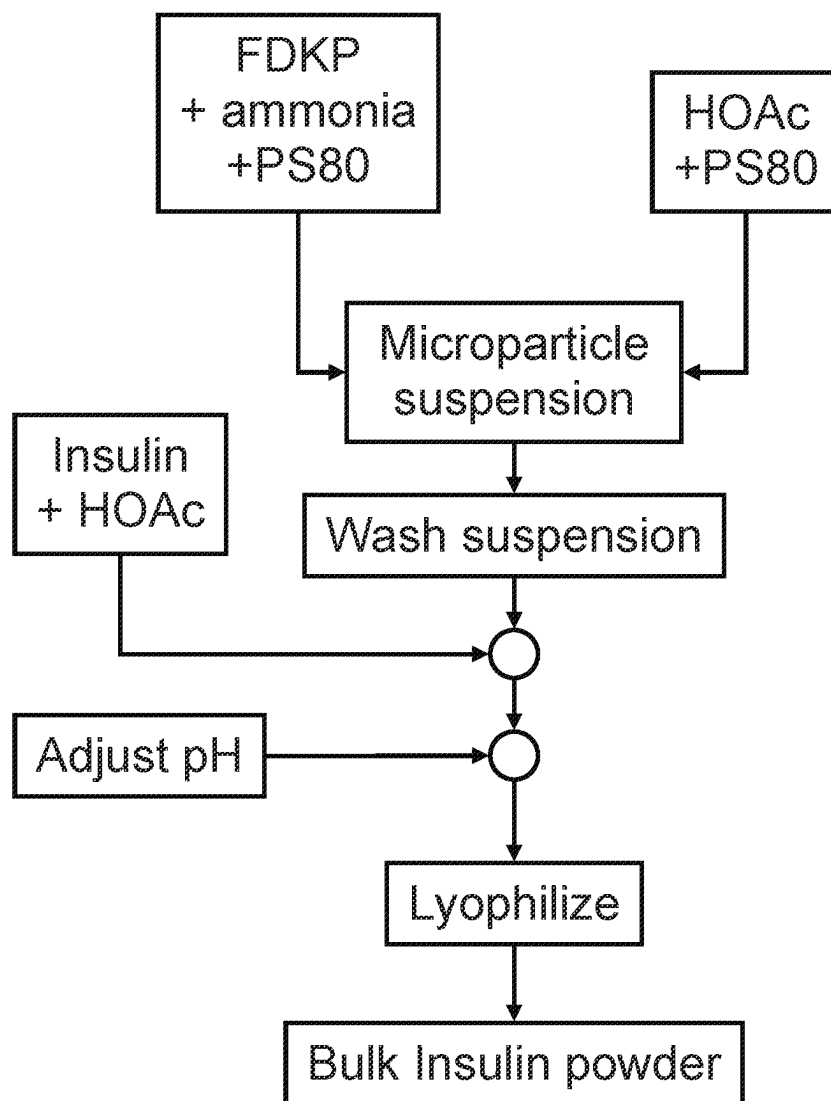 FDKP
+ ammonia
+PS80
HOAc
+PS80
Microparticle
suspension
Insulin
+ HOAc
Wash suspension
Adjust pH
Lyophilize
Bulk Insulin powder